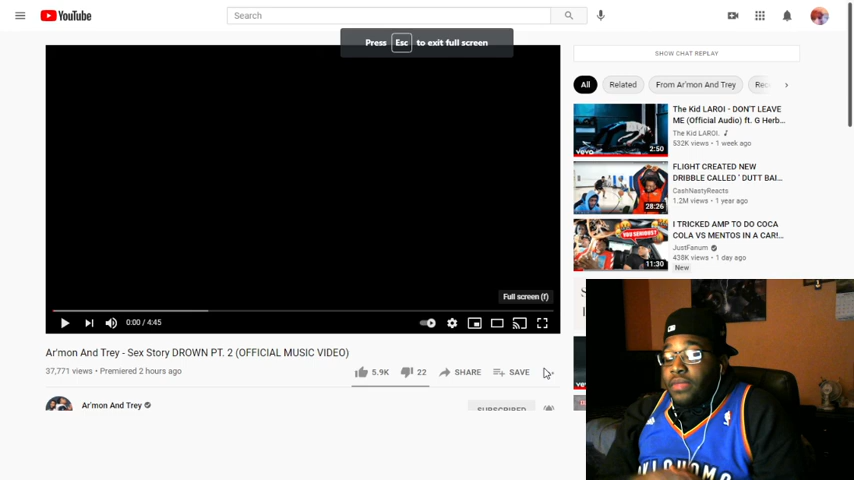 YouTube
Search
Press Esc to exit full screen
SHOW CHAT REPLAY
All
Related
From Ar'mon And Trey
The Kid LAROI - DON'T LEAVE
ME (Official Audio) ft. G Herb...
The Kid LAROI.
532K views • 1 week ago
vevo
2:50
FLIGHT CREATED NEW
DRIBBLE CALLED ' DUTT BAI...
CashNastyReacts
1.2M views • 1 year ago
28:26
I TRICKED AMP TO DO COCA
COLA VS MENTOS IN A CAR!...
JustFanum
438K views • 1 day ago
New
YOU SERIOUS?
11:30
Full screen (f)
0:00 / 4:45
Ar'mon And Trey - Sex Story DROWN PT. 2 (OFFICIAL MUSIC VIDEO)
37,771 views • Premiered 2 hours ago
5.9K
22
SHARE
SAVE
Ar'mon And Trey
SUBSCRIBED